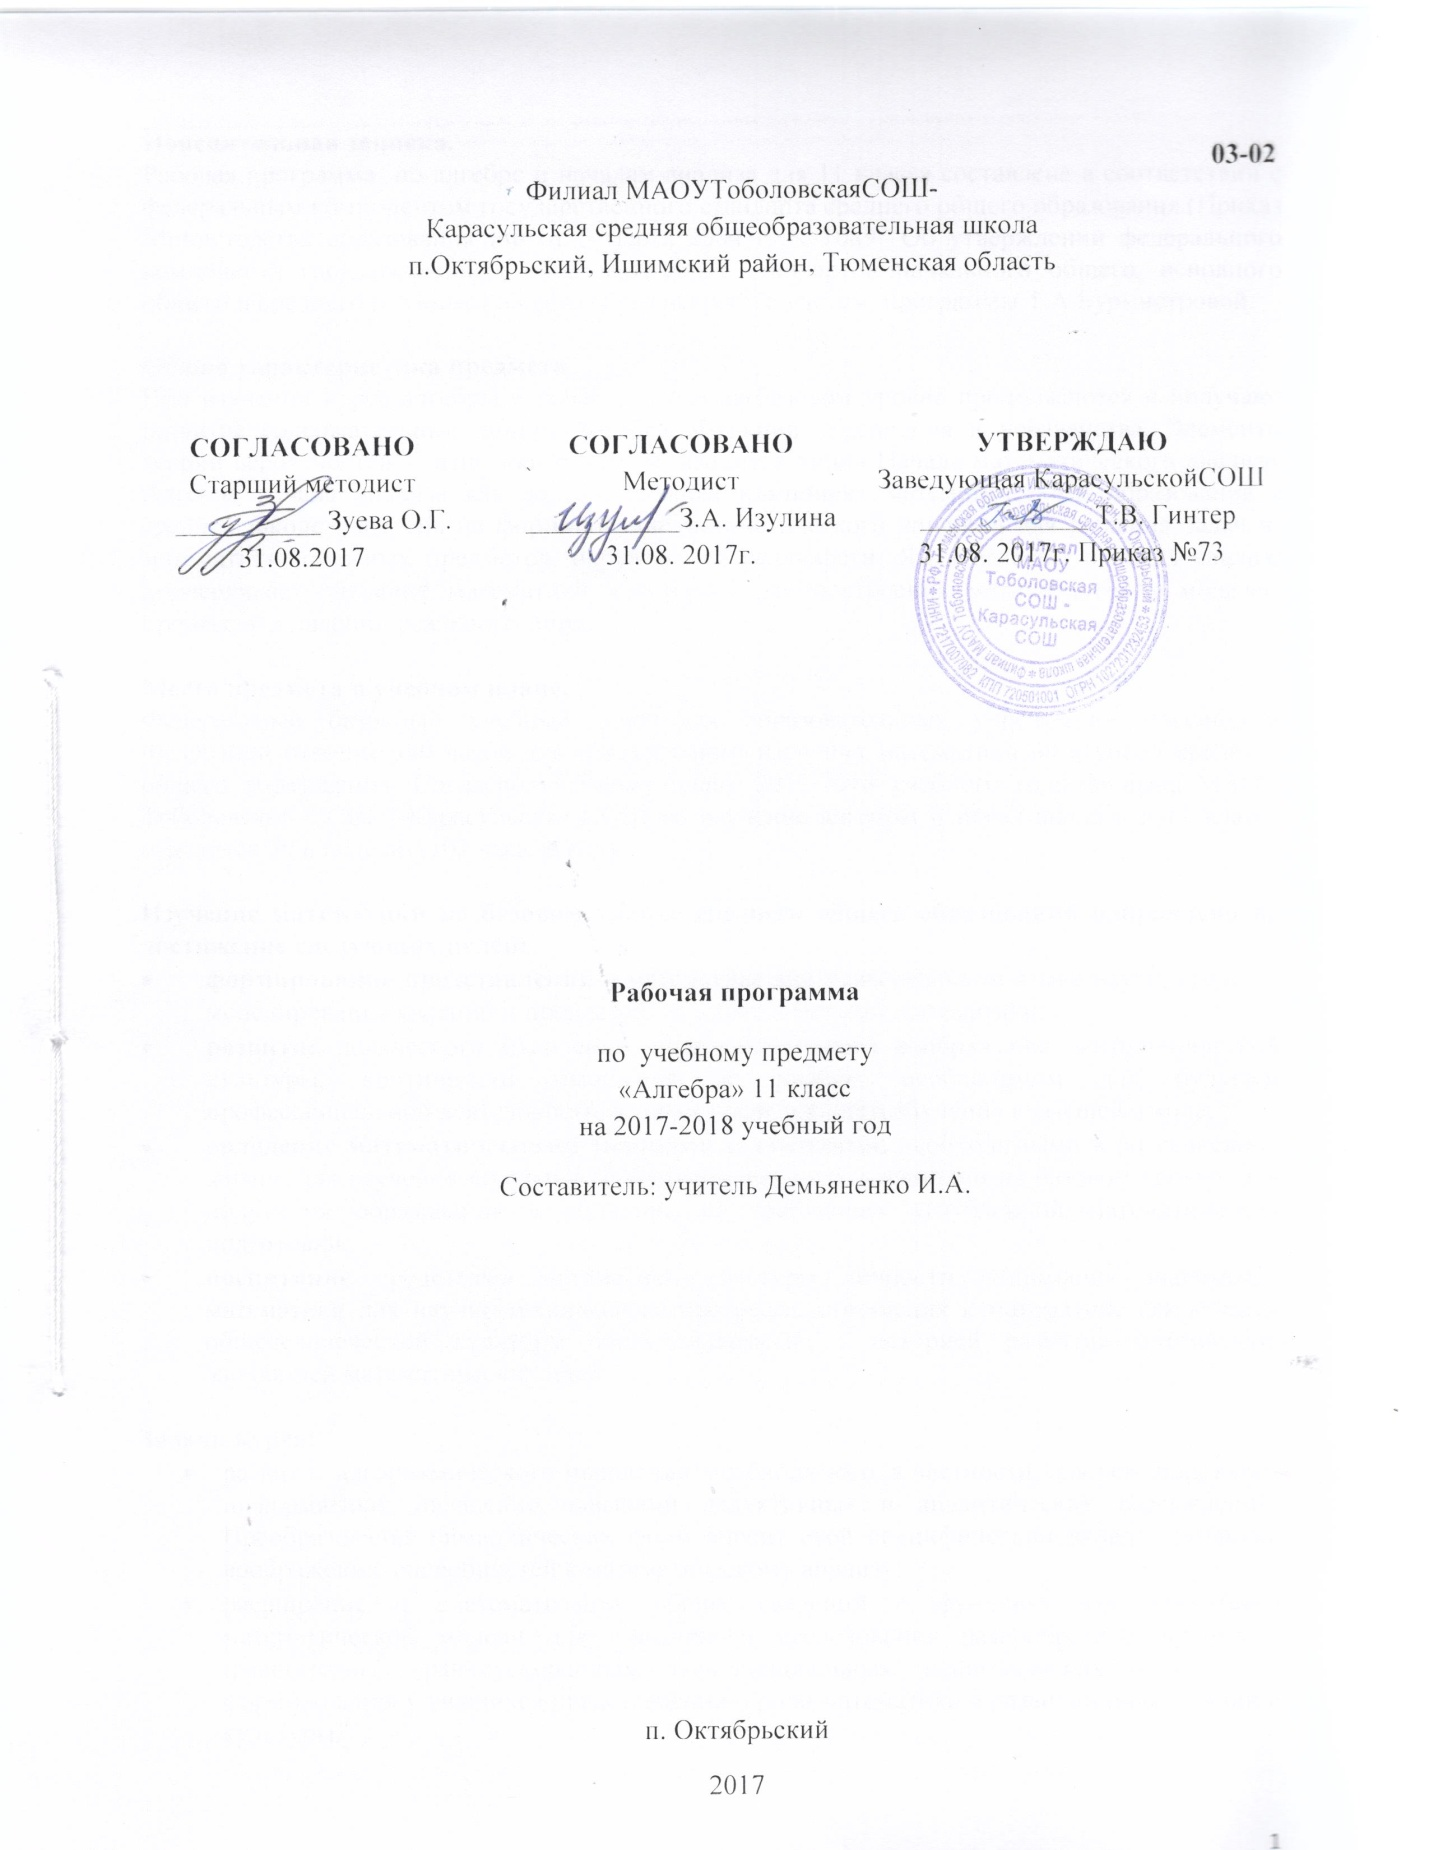 03-02
Филиал МАОУТоболовскаяСОШ-
Карасульская средняя общеобразовательная школа
п.Октябрьский, Ишимский район, Тюменская область
СОГЛАСОВАНО СОГЛАСОВАНО УТВЕРЖДАЮ
Старший методист Методист Заведующая КарасульскойСОШ
Зуева О.Г. З.А. Изулина Т.В. Гинтер
31.08.2017 31.08. 2017г. 31.08. 2017г. Приказ №73
Филиал
МАОУ
Тоболовская
СОШ -
Карасульская
СОШ
Рабочая программа
по учебному предмету
«Алгебра» 11 класс
на 2017-2018 учебный год
Составитель: учитель Демьяненко И.А.
п. Октябрьский
2017
1